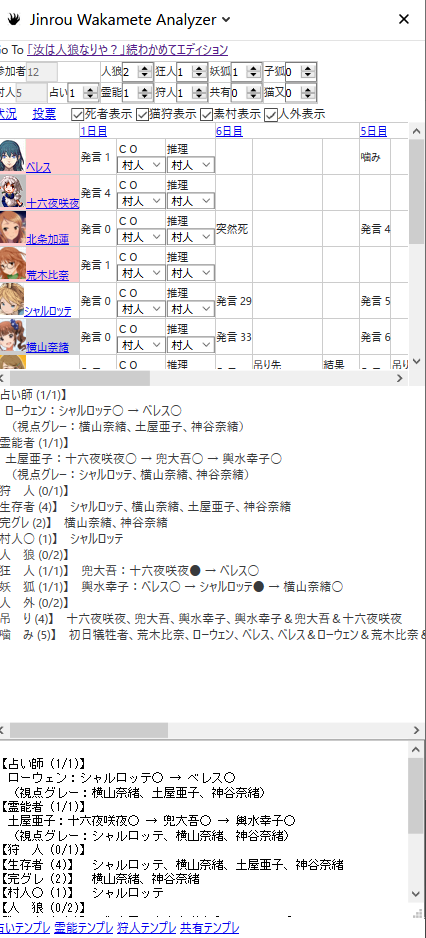 Jinrou Wakamete Analyzer
Go To 「汝は人狼なりや？」続わかめてエディション
参加者 12 人狼 2 狂人 1 妖狐 1 子狐 0
村人 5 占い 1 霊能 1 狩人 1 共有 0 猫又 0
状況 投票 死者表示 猫狩表示 素村表示 人外表示
1日目 6日目 5日目
ベレス 発言 1 ＣＯ 村人 推理 村人 噛み
十六夜咲夜 発言 4 ＣＯ 村人 推理 村人
北条加蓮 発言 0 ＣＯ 村人 推理 村人 突然死 発言 4
荒木比奈 発言 1 ＣＯ 村人 推理 村人
シャルロッテ 発言 0 ＣＯ 村人 推理 村人 発言 29 発言 5
横山奈緒 発言 0 ＣＯ 村人 推理 村人 発言 33 発言 6
ＣＯ 推理 吊り先 結果 吊り
占い師 (1/1)】
ローウェン：シャルロッテ〇 → ベレス〇
（視点グレー：横山奈緒、土屋亜子、神谷奈緒）
霊能者 (1/1)】
土屋亜子：十六夜咲夜〇 → 兜大吾〇 → 輿水幸子〇
（視点グレー：シャルロッテ、横山奈緒、神谷奈緒）
狩　人 (0/1)】
生存者 (4)】 シャルロッテ、横山奈緒、土屋亜子、神谷奈緒
完グレ (2)】 横山奈緒、神谷奈緒
村人〇 (1)】 シャルロッテ
人　狼 (0/2)】
狂　人 (1/1)】 兜大吾：十六夜咲夜● → ベレス〇
妖　狐 (1/1)】 輿水幸子：ベレス〇 → シャルロッテ● → 横山奈緒〇
人　外 (0/2)】
吊　り (4)】 十六夜咲夜、兜大吾、輿水幸子、輿水幸子＆兜大吾＆十六夜咲夜
噛　み (5)】 初日犠牲者、荒木比奈、ローウェン、ベレス、ベレス＆ローウェン＆荒木比奈＆
【占い師 (1/1)】
ローウェン：シャルロッテ〇 → ベレス〇
（視点グレー：横山奈緒、土屋亜子、神谷奈緒）
【霊能者 (1/1)】
土屋亜子：十六夜咲夜〇 → 兜大吾〇 → 輿水幸子〇
（視点グレー：シャルロッテ、横山奈緒、神谷奈緒）
【狩　人 (0/1)】
【生存者 (4)】 シャルロッテ、横山奈緒、土屋亜子、神谷奈緒
【完グレ (2)】 横山奈緒、神谷奈緒
【村人〇 (1)】 シャルロッテ
【人　狼 (0/2)】
占いテンプレ 霊能テンプレ 狩人テンプレ 共有テンプレ